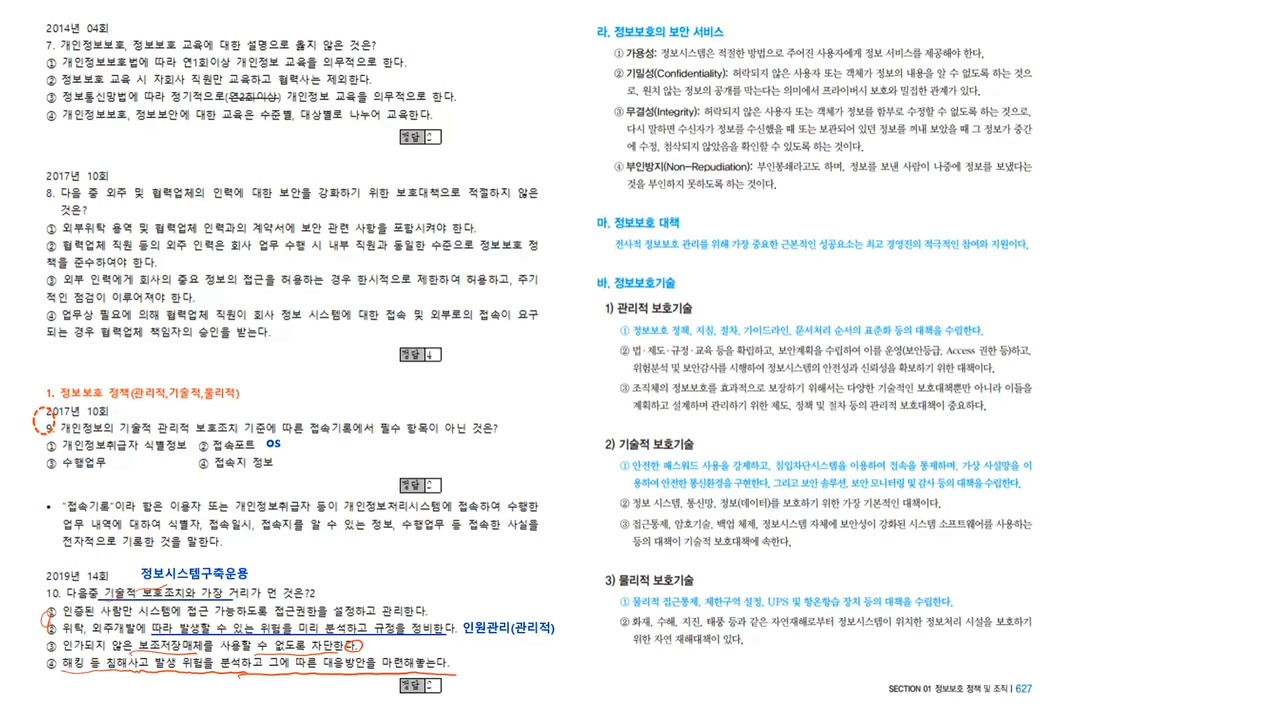 2014년 04회
7. 개인정보보호, 정보보호 교육에 대한 설명으로 옳지 않은 것은?
① 개인정보보호법에 따라 연1회이상 개인정보 교육을 의무적으로 한다.
② 정보보호 교육 시 자회사 직원만 교육하고 협력사는 제외한다.
③ 정보통신망법에 따라 정기적으로(연2회이상) 개인정보 교육을 의무적으로 한다.
④ 개인정보보호, 정보보안에 대한 교육은 수준별, 대상별로 나누어 교육한다.
정답 2
2017년 10회
8. 다음 중 외주 및 협력업체의 인력에 대한 보안을 강화하기 위한 보호대책으로 적절하지 않은
것은?
① 외부위탁 용역 및 협력업체 인력과의 계약서에 보안 관련 사항을 포함시켜야 한다.
② 협력업체 직원 등의 외주 인력은 회사 업무 수행 시 내부 직원과 동일한 수준으로 정보보호 정
책을 준수하여야 한다.
③ 외부 인력에게 회사의 중요 정보의 접근을 허용하는 경우 한시적으로 제한하여 허용하고, 주기
적인 점검이 이루어져야 한다.
④ 업무상 필요에 의해 협력업체 직원이 회사 정보 시스템에 대한 접속 및 외부로의 접속이 요구
되는 경우 협력업체 책임자의 승인을 받는다.
정답 4
1. 정보보호 정책(관리적,기술적,물리적)
2017년 10회
9. 개인정보의 기술적 관리적 보호조치 기준에 따른 접속기록에서 필수 항목이 아닌 것은?
① 개인정보취급자 식별정보 ② 접속포트 OS
③ 수행업무 ④ 접속지 정보
정답 2
▪ "접속기록"이라 함은 이용자 또는 개인정보취급자 등이 개인정보처리시스템에 접속하여 수행한
업무 내역에 대하여 식별자, 접속일시, 접속지를 알 수 있는 정보, 수행업무 등 접속한 사실을
전자적으로 기록한 것을 말한다.
2019년 14회 정보시스템구축운용
10. 다음중 기술적 보호조치와 가장 거리가 먼 것은?2
① 인증된 사람만 시스템에 접근 가능하도록 접근권한을 설정하고 관리한다.
② 위탁, 외주개발에 따라 발생할 수 있는 위험을 미리 분석하고 규정을 정비한다. 인원관리(관리적)
③ 인가되지 않은 보조저장매체를 사용할 수 없도록 차단한다.
④ 해킹 등 침해사고 발생 위험을 분석하고 그에 따른 대응방안을 마련해놓는다.
정답 2
라. 정보보호의 보안 서비스
① 가용성: 정보시스템은 적절한 방법으로 주어진 사용자에게 정보 서비스를 제공해야 한다.
② 기밀성(Confidentiality): 허락되지 않은 사용자 또는 객체가 정보의 내용을 알 수 없도록 하는 것으
로, 원치 않는 정보의 공개를 막는다는 의미에서 프라이버시 보호와 밀접한 관계가 있다.
③ 무결성(Integrity): 허락되지 않은 사용자 또는 객체가 정보를 함부로 수정할 수 없도록 하는 것으로,
다시 말하면 수신자가 정보를 수신했을 때 또는 보관되어 있던 정보를 꺼내 보았을 때 그 정보가 중간
에 수정, 첨삭되지 않았음을 확인할 수 있도록 하는 것이다.
④ 부인방지(Non-Repudiation): 부인봉쇄라고도 하며, 정보를 보낸 사람이 나중에 정보를 보냈다는
것을 부인하지 못하도록 하는 것이다.
마. 정보보호 대책
전사적 정보보호 관리를 위해 가장 중요한 근본적인 성공요소는 최고 경영진의 적극적인 참여와 지원이다.
바. 정보보호기술
1) 관리적 보호기술
① 정보보호 정책, 지침, 절차, 가이드라인, 문서처리 순서의 표준화 등의 대책을 수립한다.
② 법·제도·규정·교육 등을 확립하고, 보안계획을 수립하여 이를 운영(보안등급, Access 권한 등)하고,
위험분석 및 보안감사를 시행하여 정보시스템의 안전성과 신뢰성을 확보하기 위한 대책이다.
③ 조직체의 정보보호를 효과적으로 보장하기 위해서는 다양한 기술적인 보호대책뿐만 아니라 이들을
계획하고 설계하며 관리하기 위한 제도, 정책 및 절차 등의 관리적 보호대책이 중요하다.
2) 기술적 보호기술
① 안전한 패스워드 사용을 강제하고, 침입차단시스템을 이용하여 접속을 통제하며, 가상 사설망을 이
용하여 안전한 통신환경을 구현한다. 그리고 보안 솔루션, 보안 모니터링 및 감사 등의 대책을 수립한다.
② 정보 시스템, 통신망, 정보(데이터)를 보호하기 위한 가장 기본적인 대책이다.
③ 접근통제, 암호기술, 백업 체제, 정보시스템 자체에 보안성이 강화된 시스템 소프트웨어를 사용하는
등의 대책이 기술적 보호대책에 속한다.
3) 물리적 보호기술
① 물리적 접근통제, 제한구역 설정, UPS 및 항온항습 장치 등의 대책을 수립한다.
② 화재, 수해, 지진, 태풍 등과 같은 자연재해로부터 정보시스템이 위치한 정보처리 시설을 보호하기
위한 자연 재해대책이 있다.
SECTION 01 정보보호 정책 및 조직 | 627